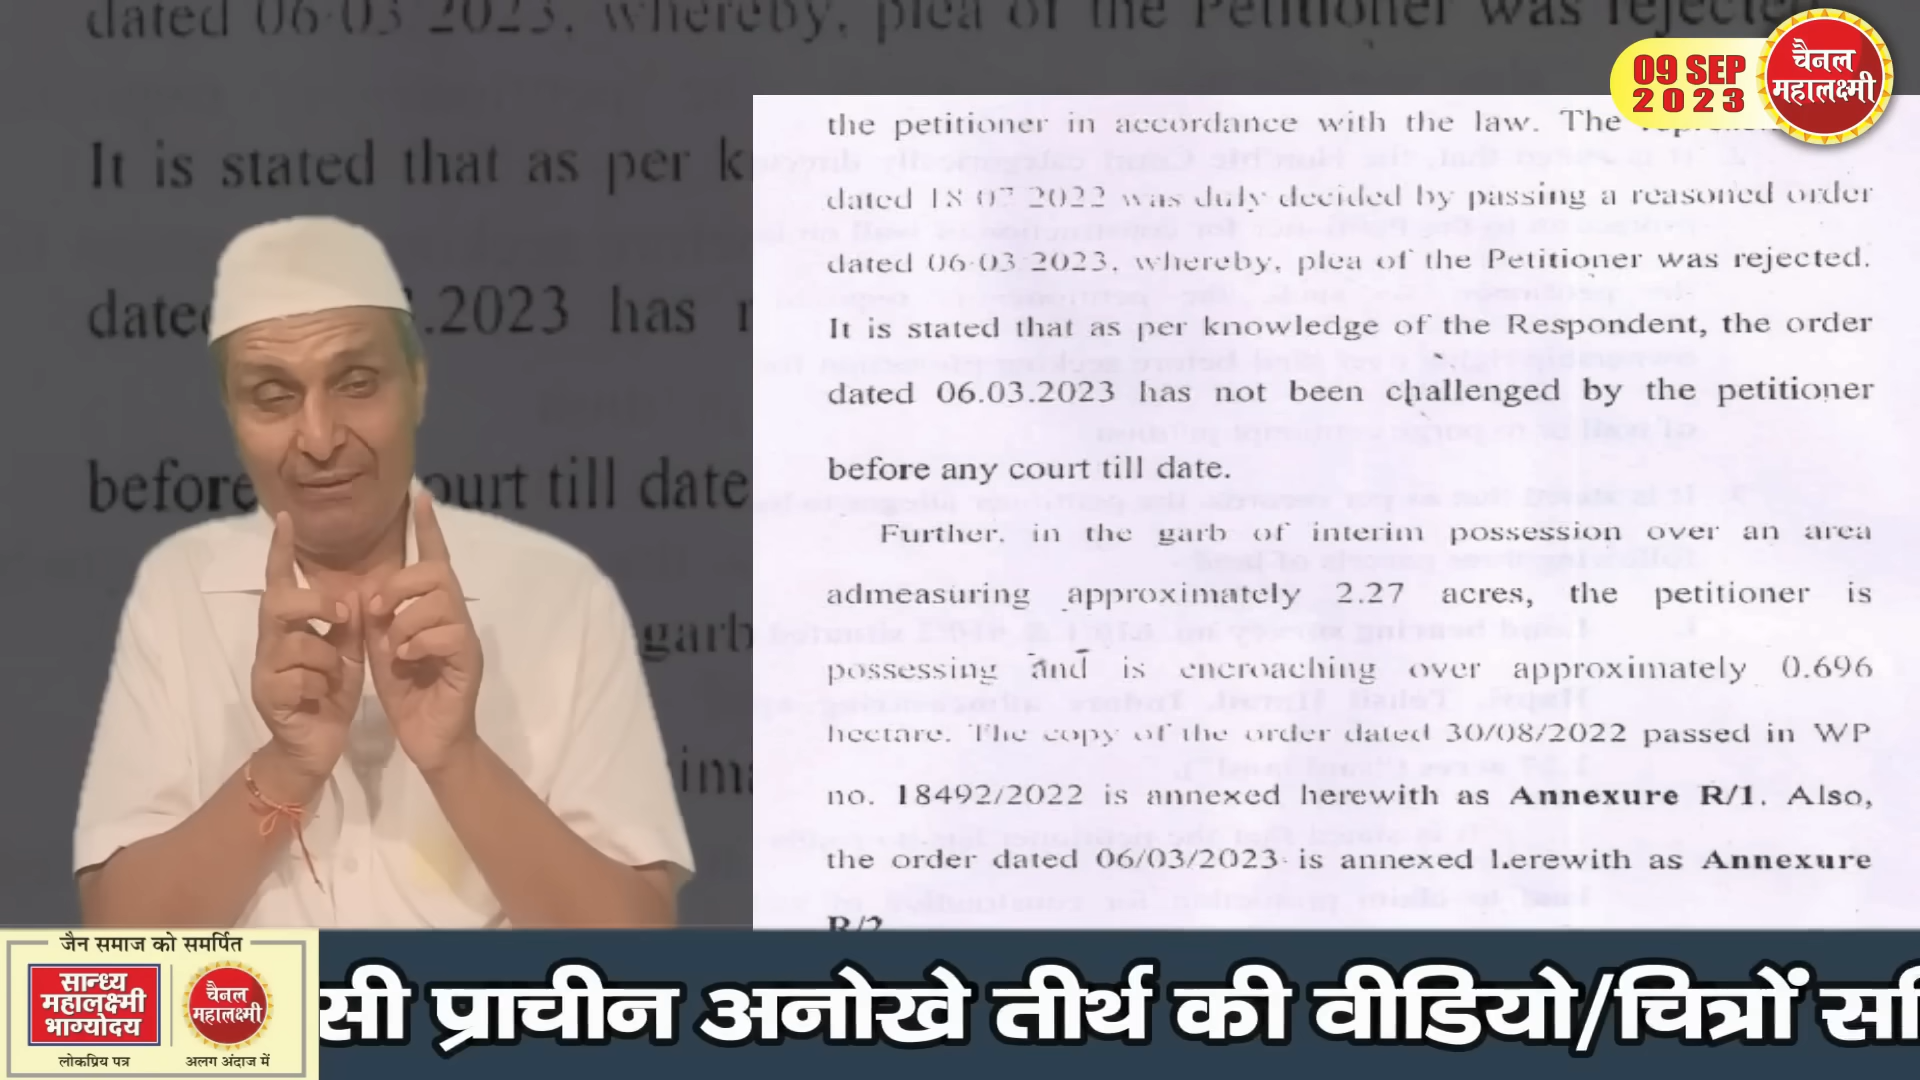 dated 06-03 2023, whereby, plea of the Petitioner was rejected
It is stated that as per
dated .2023 has
before court till date
garb
09 SEP
2023
चैनल
महालक्ष्मी
the petitioner in accordance with the law. The
dated 18 07 2022 was duly decided by passing a reasoned order
dated 06-03 2023, whereby, plea of the Petitioner was rejected.
It is stated that as per knowledge of the Respondent, the order
dated 06.03.2023 has not been challenged by the petitioner
before any court till date.
Further, in the garb of interim possession over an area
admeasuring approximately 2.27 acres, the petitioner is
possessing and is encroaching over approximately 0.696
hectare. The copy of the order dated 30/08/2022 passed in WP
no. 18492/2022 is annexed herewith as Annexure R/1. Also,
the order dated 06/03/2023 is annexed herewith as Annexure
R/2
जैन समाज को समर्पित
सान्ध्य
महालक्ष्मी
भाग्योदय
लोकप्रिय पत्र
चैनल
महालक्ष्मी
अलग अंदाज में
सी प्राचीन अनोखे तीर्थ की वीडियो/चित्रों